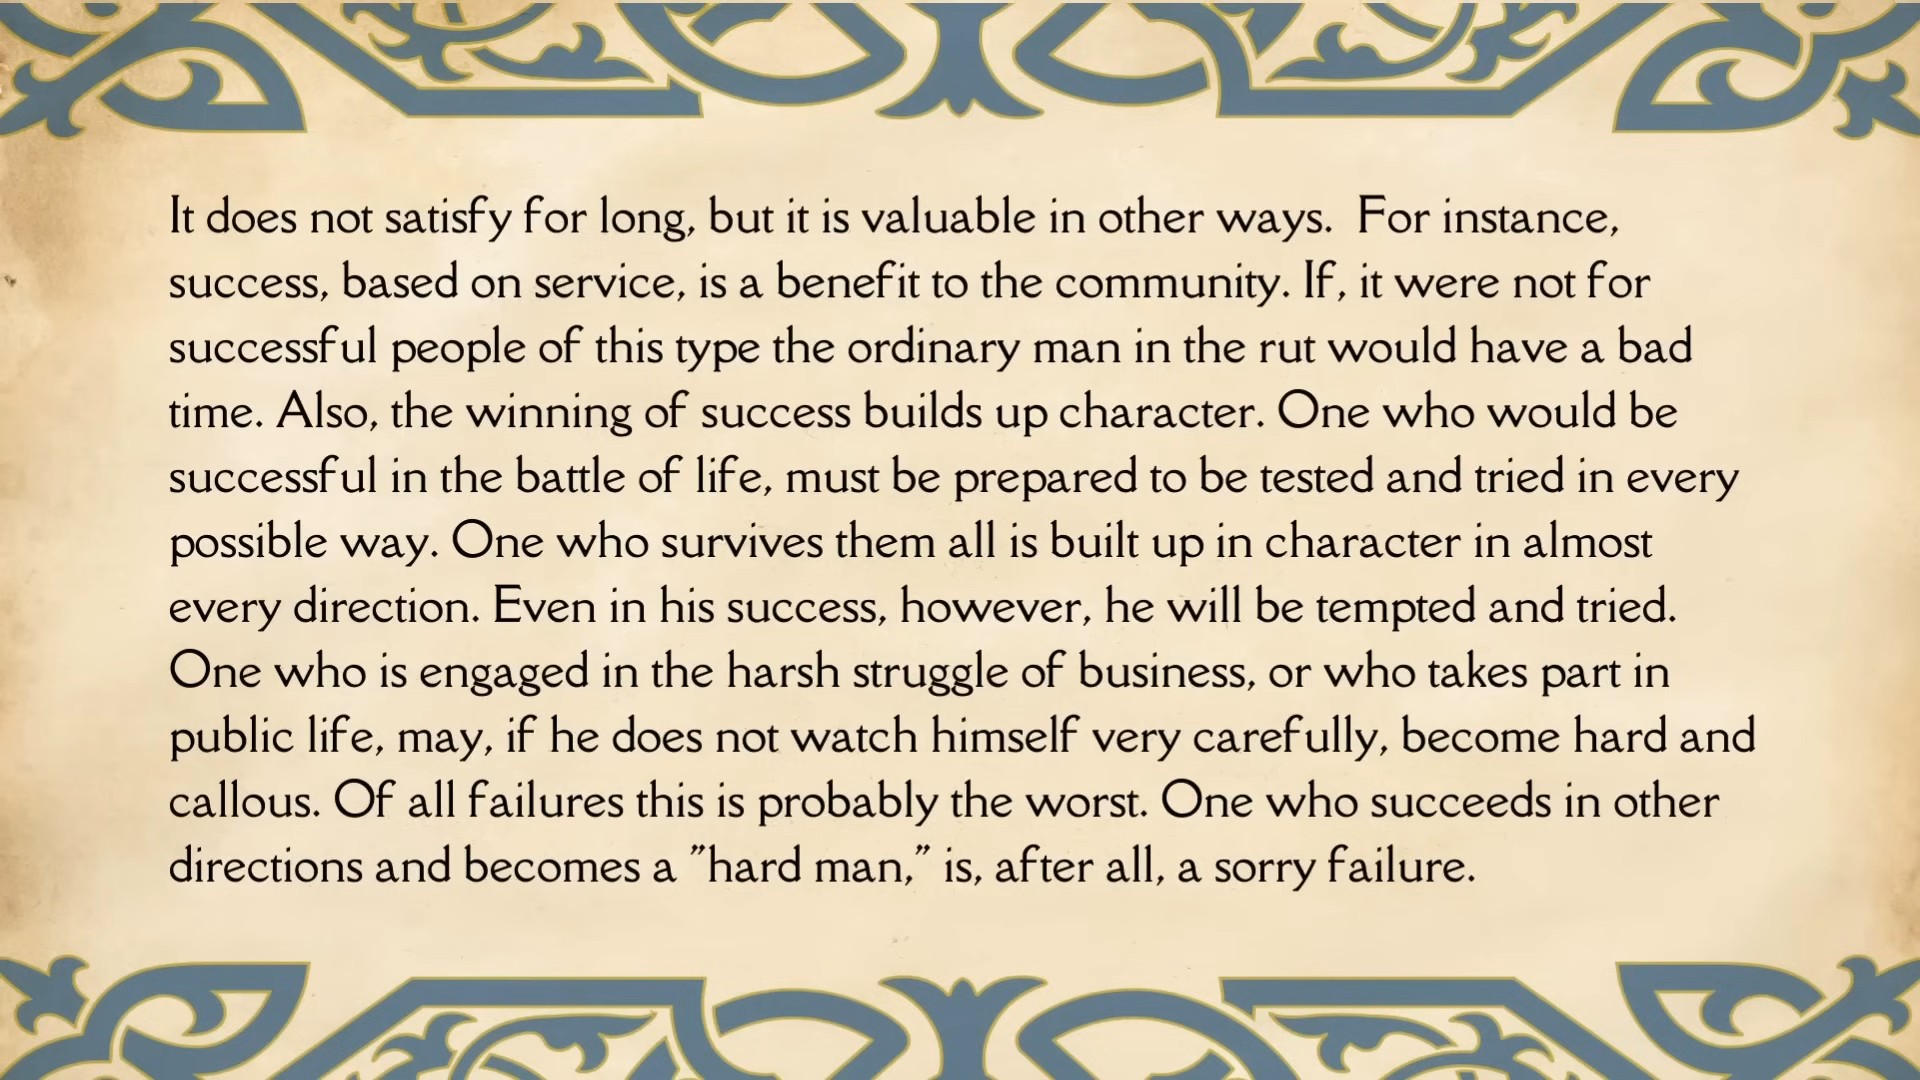 It does not satisfy for long, but it is valuable in other ways.  For instance,
success, based on service, is a benefit to the community. If, it were not for
successful people of this type the ordinary man in the rut would have a bad
time. Also, the winning of success builds up character. One who would be
successful in the battle of life, must be prepared to be tested and tried in every
possible way. One who survives them all is built up in character in almost
every direction. Even in his success, however, he will be tempted and tried.
One who is engaged in the harsh struggle of business, or who takes part in
public life, may, if he does not watch himself very carefully, become hard and
callous. Of all failures this is probably the worst. One who succeeds in other
directions and becomes a "hard man," is, after all, a sorry failure.